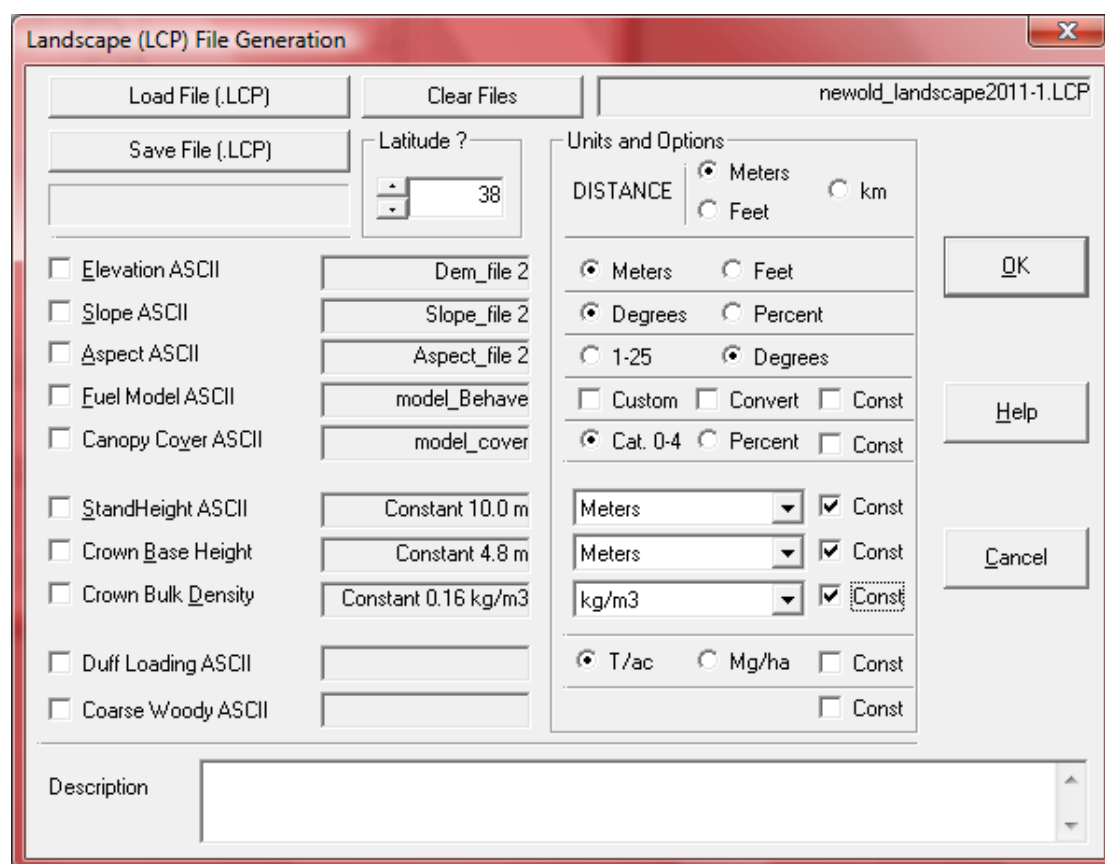 Landscape (LCP) File Generation
Load File (.LCP) Clear Files newold_landscape2011-1.LCP
Save File (.LCP) Latitude ? Units and Options
38 DISTANCE Meters km
Feet
Elevation ASCII Dem_file 2 Meters Feet OK
Slope ASCII Slope_file 2 Degrees Percent
Aspect ASCII Aspect_file 2 1-25 Degrees
Fuel Model ASCII model_Behave Custom Convert Const Help
Canopy Cover ASCII model_cover Cat. 0-4 Percent Const
StandHeight ASCII Constant 10.0 m Meters Const
Crown Base Height Constant 4.8 m Meters Const Cancel
Crown Bulk Density Constant 0.16 kg/m3 kg/m3 Const
Duff Loading ASCII T/ac Mg/ha Const
Coarse Woody ASCII Const
Description